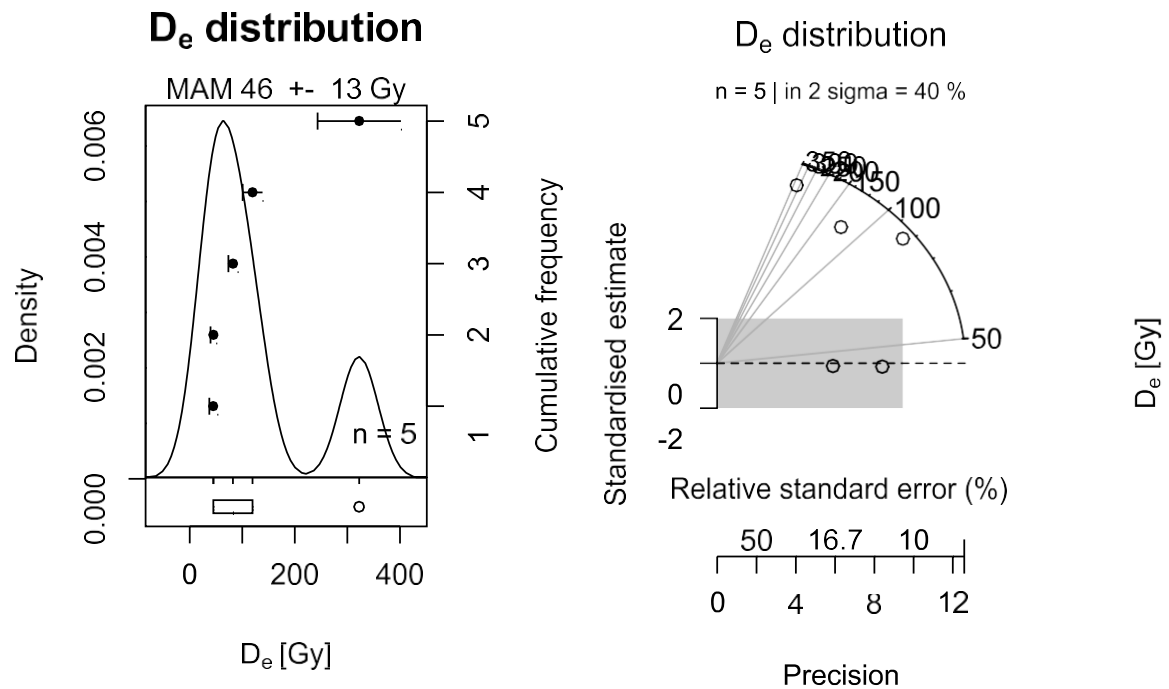 De distribution
MAM 46 +- 13 Gy
Density
0.000
0.002
0.004
0.006
n = 5
1
2
3
4
5
Cumulative frequency
0 200 400
De [Gy]
De distribution
n = 5 | in 2 sigma = 40 %
Standardised estimate
2
0
-2
200
150
100
50
De [Gy]
Relative standard error (%)
50 16.7 10
0 4 8 12
Precision